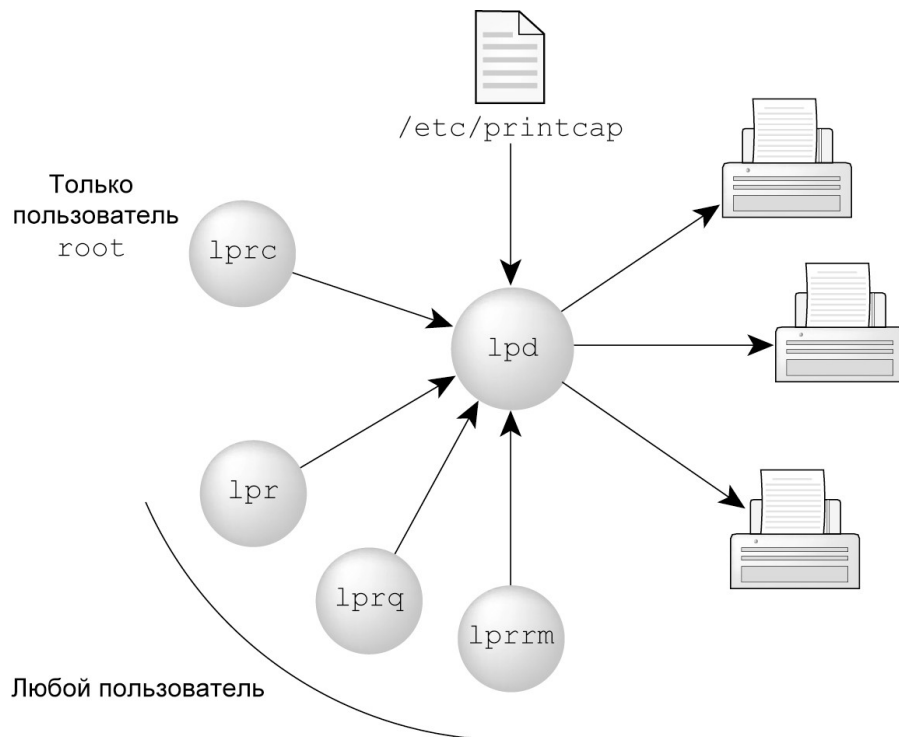 /etc/printcap
Только
пользователь
root
lprc
lpd
lpr
lprq
lprrm
Любой пользователь